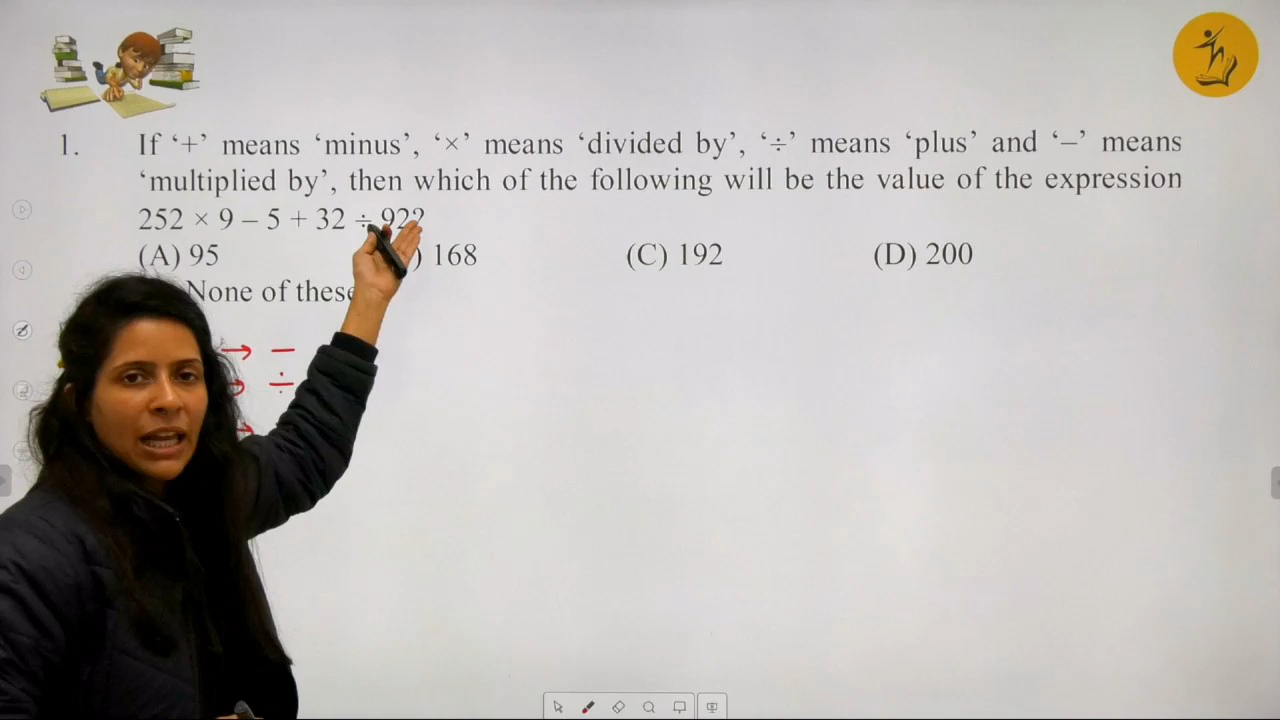 1. If ‘+’ means ‘minus’, ‘×’ means ‘divided by’, ‘÷’ means ‘plus’ and ‘–’ means
‘multiplied by’, then which of the following will be the value of the expression
252 × 9 – 5 + 32 ÷ 92?
(A) 95 ) 168 (C) 192 (D) 200
None of these
→ –
→ ÷
→